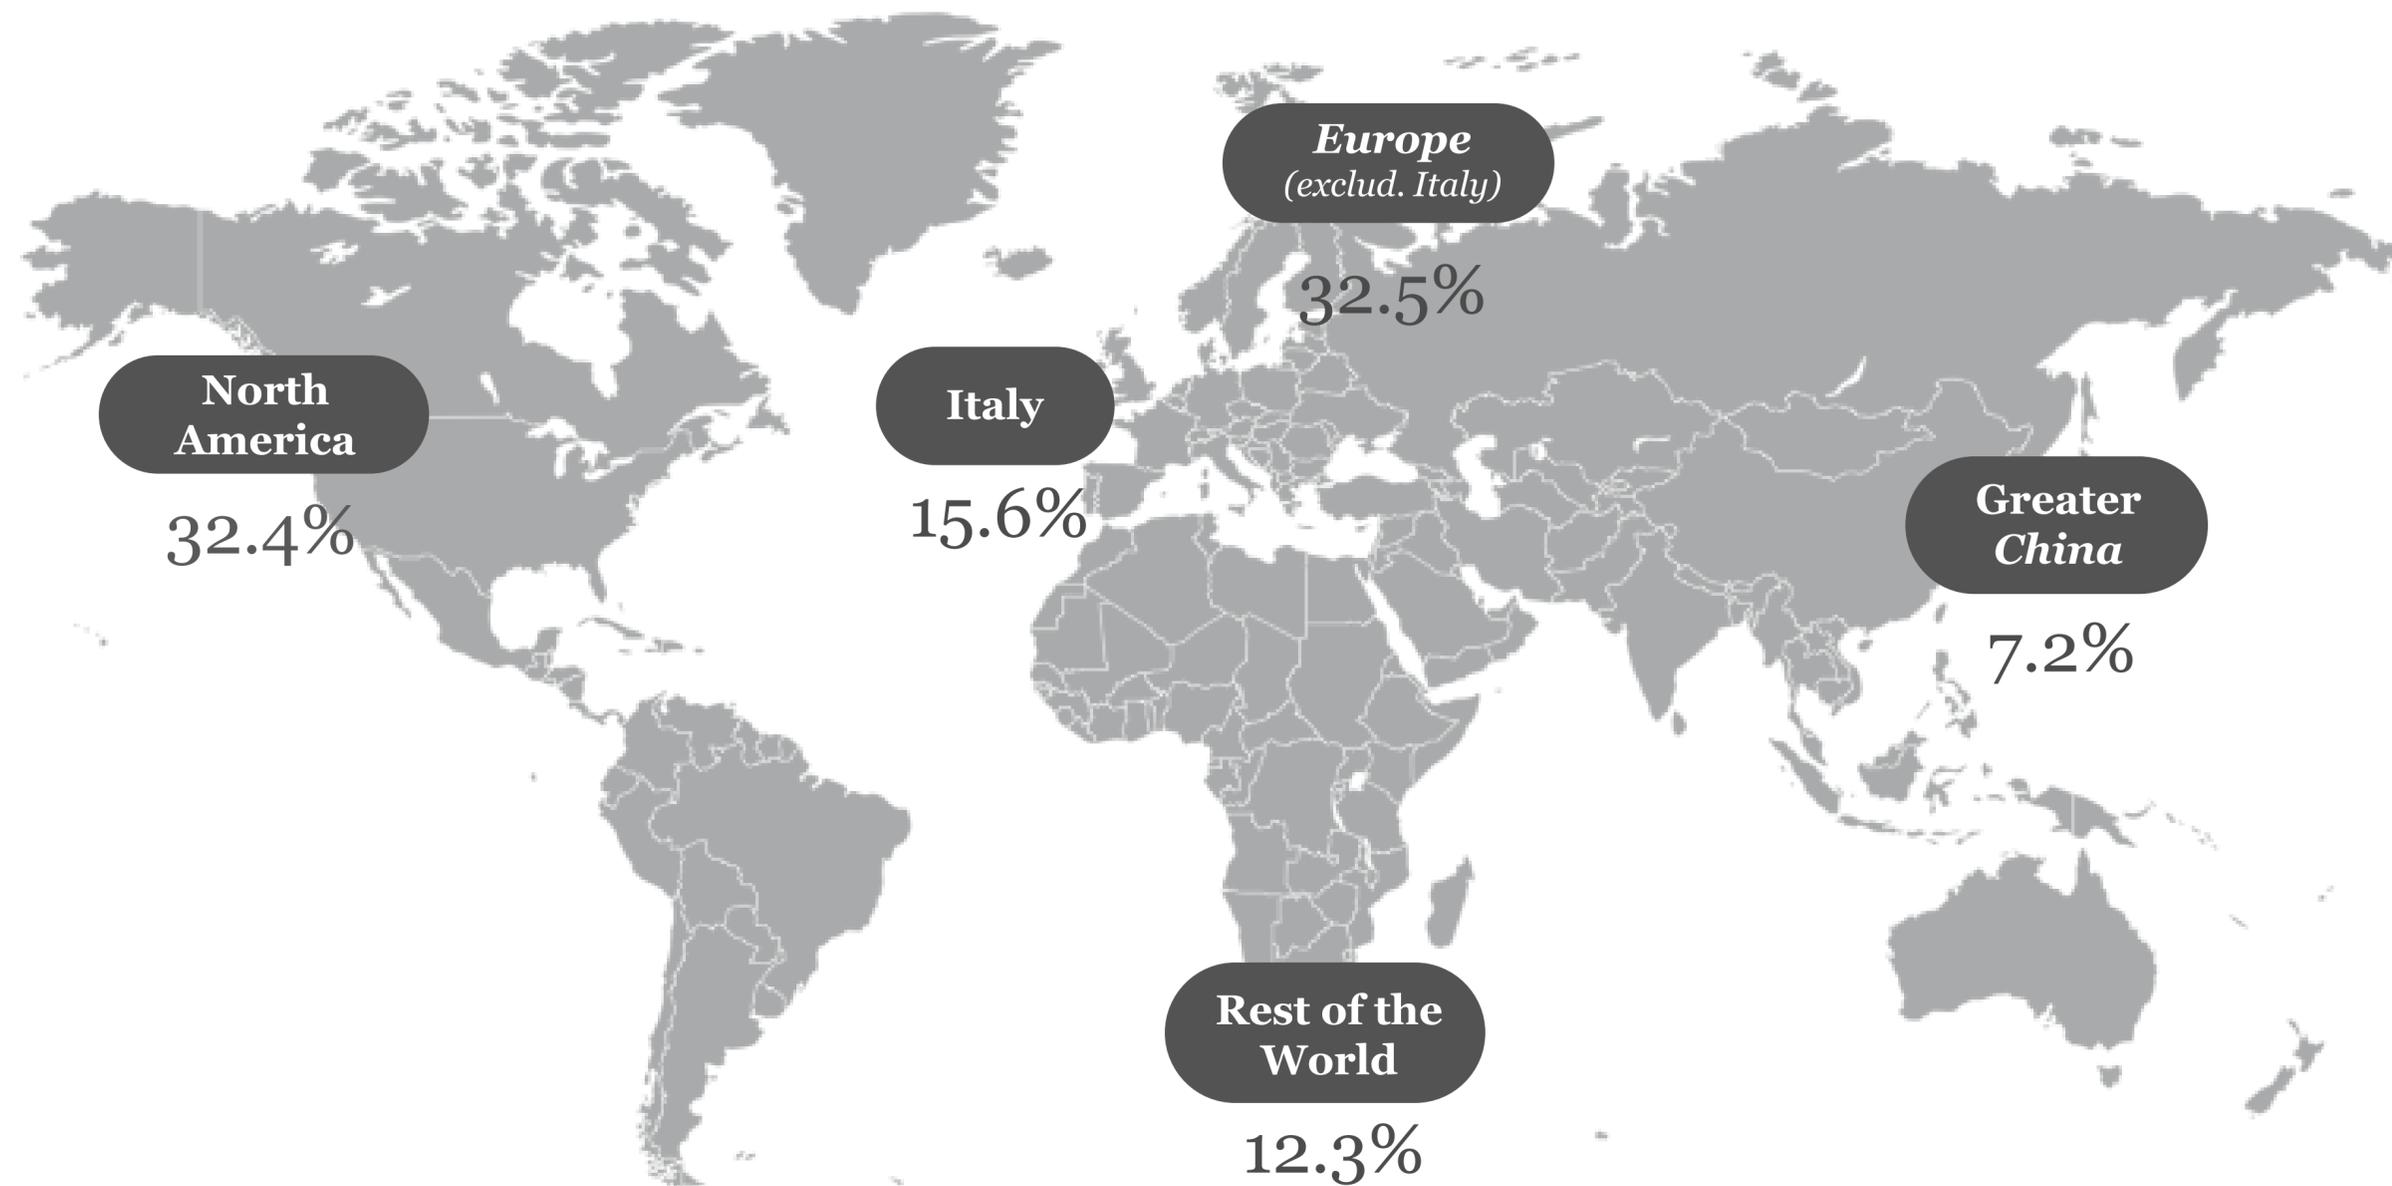 Europe
(exclud. Italy)
32.5%
North
America
32.4%
Italy
15.6%
Greater
China
7.2%
Rest of the
World
12.3%